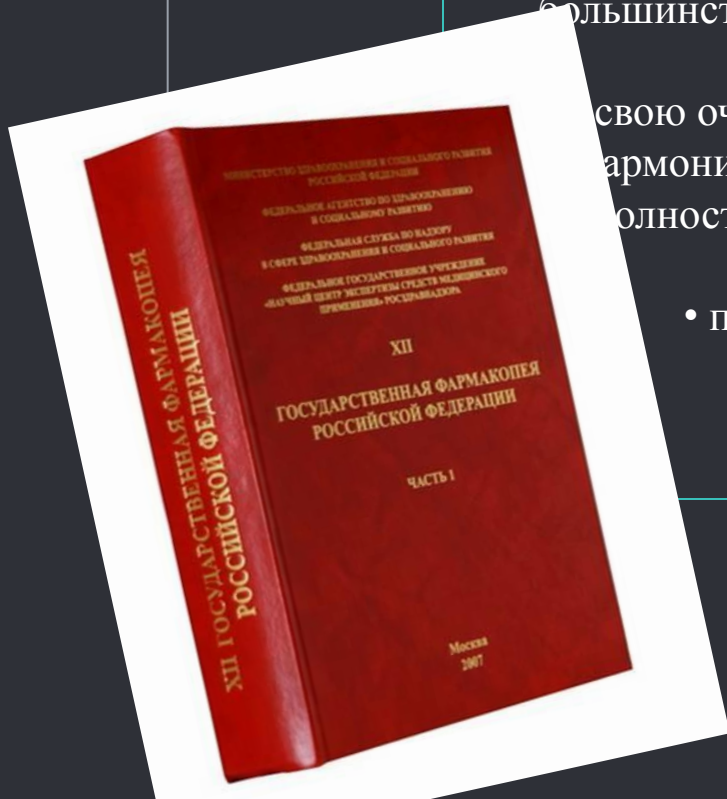 большинст
свою оч
армони
олност
• п
МИНИСТЕРСТВО ЗДРАВООХРАНЕНИЯ И СОЦИАЛЬНОГО РАЗВИТИЯ
РОССИЙСКОЙ ФЕДЕРАЦИИ
ФЕДЕРАЛЬНОЕ АГЕНТСТВО ПО ЗДРАВООХРАНЕНИЮ
И СОЦИАЛЬНОМУ РАЗВИТИЮ
ФЕДЕРАЛЬНАЯ СЛУЖБА ПО НАДЗОРУ
В СФЕРЕ ЗДРАВООХРАНЕНИЯ И СОЦИАЛЬНОГО РАЗВИТИЯ
ФЕДЕРАЛЬНОЕ ГОСУДАРСТВЕННОЕ УЧРЕЖДЕНИЕ
«НАУЧНЫЙ ЦЕНТР ЭКСПЕРТИЗЫ СРЕДСТВ МЕДИЦИНСКОГО
ПРИМЕНЕНИЯ» РОСЗДРАВНАДЗОРА
XII
ГОСУДАРСТВЕННАЯ ФАРМАКОПЕЯ
РОССИЙСКОЙ ФЕДЕРАЦИИ
ЧАСТЬ 1
Москва
2007
XII ГОСУДАРСТВЕННАЯ ФАРМАКОПЕЯ
РОССИЙСКОЙ ФЕДЕРАЦИИ